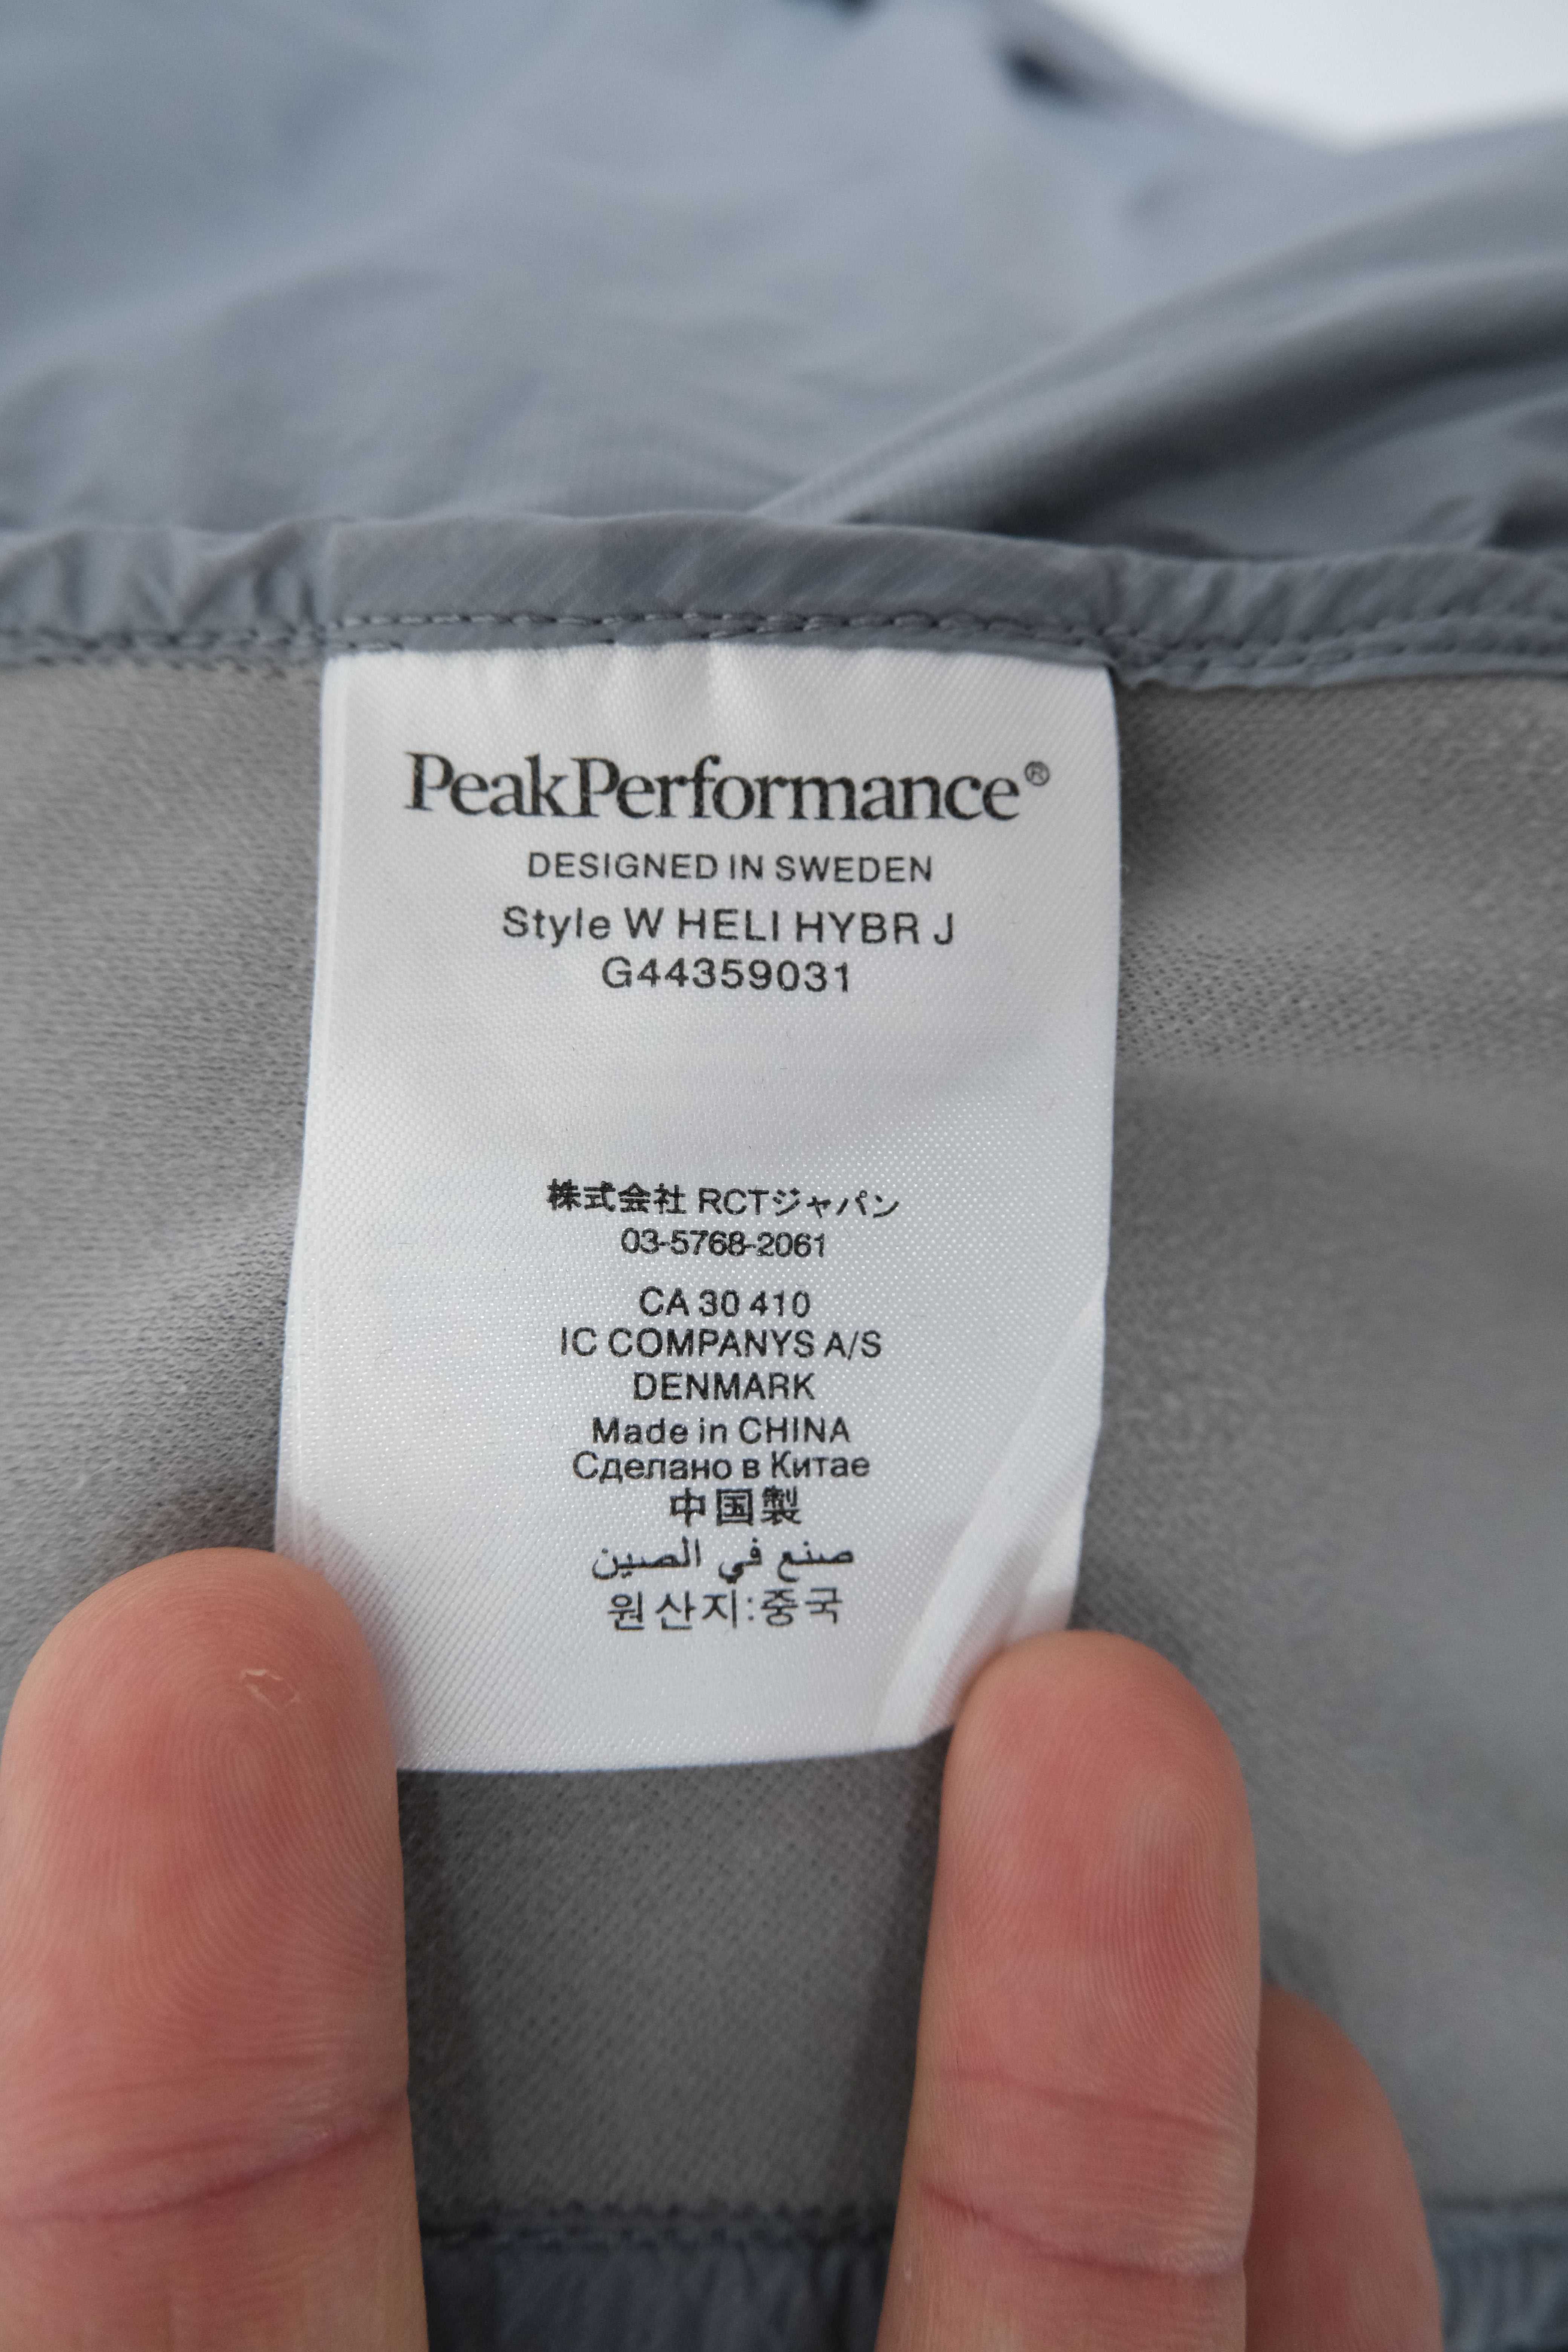 PeakPerformance®
DESIGNED IN SWEDEN
Style W HELI HYBR J
G44359031
株式会社 RCTジャパン
03-5768-2061
CA 30 410
IC COMPANYS A/S
DENMARK
Made in CHINA
Сделано в Китае
中国製
صنع في الصين
원산지:중국